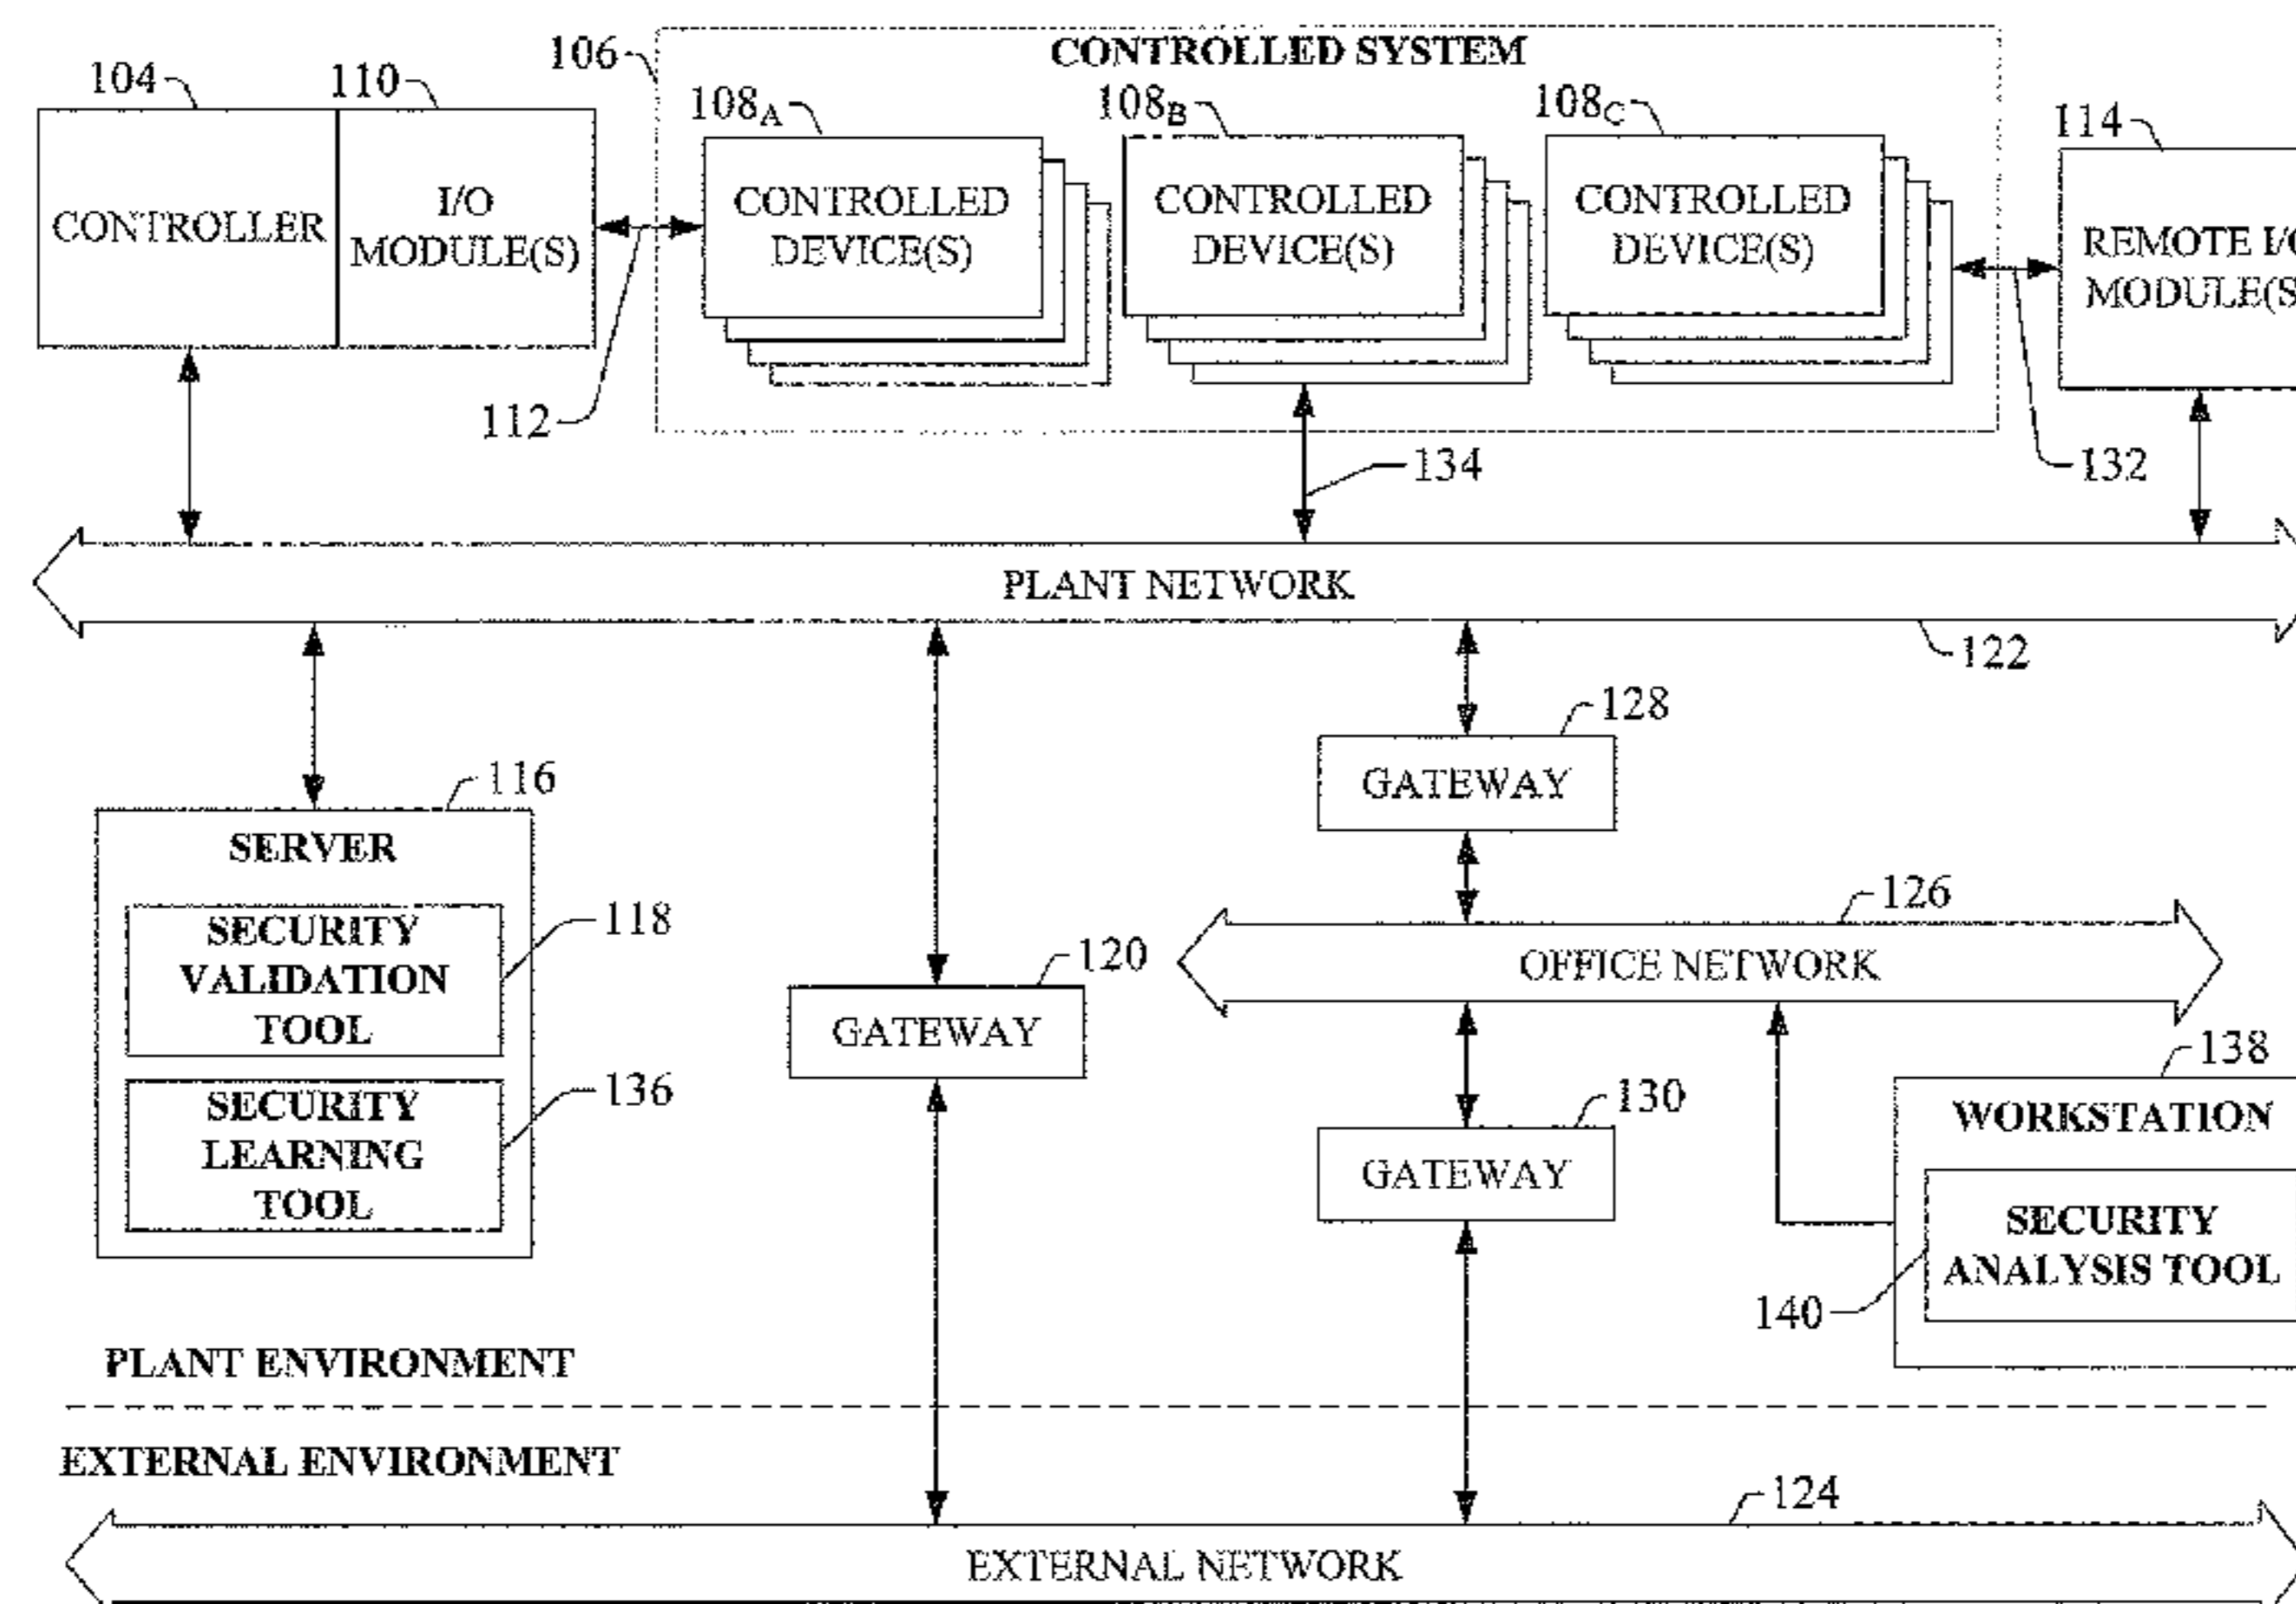 CONTROLLED SYSTEM
106
104
110
108A
108B
108C
114
CONTROLLER
I/O
MODULE(S)
CONTROLLED
DEVICE(S)
CONTROLLED
DEVICE(S)
CONTROLLED
DEVICE(S)
REMOTE I/O
MODULE(S
112
134
132
PLANT NETWORK
122
128
GATEWAY
116
SERVER
SECURITY
VALIDATION
TOOL
118
SECURITY
LEARNING
TOOL
136
120
GATEWAY
126
OFFICE NETWORK
130
GATEWAY
138
WORKSTATION
SECURITY
ANALYSIS TOOL
140
PLANT ENVIRONMENT
EXTERNAL ENVIRONMENT
124
EXTERNAL NETWORK